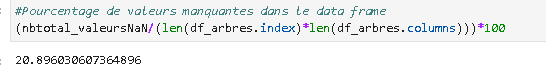 #Pourcentage de valeurs manquantes dans le data frame
(nbtotal_valeursNaN/(len(df_arbres.index)*len(df_arbres.columns)))*100
20.896030607364896